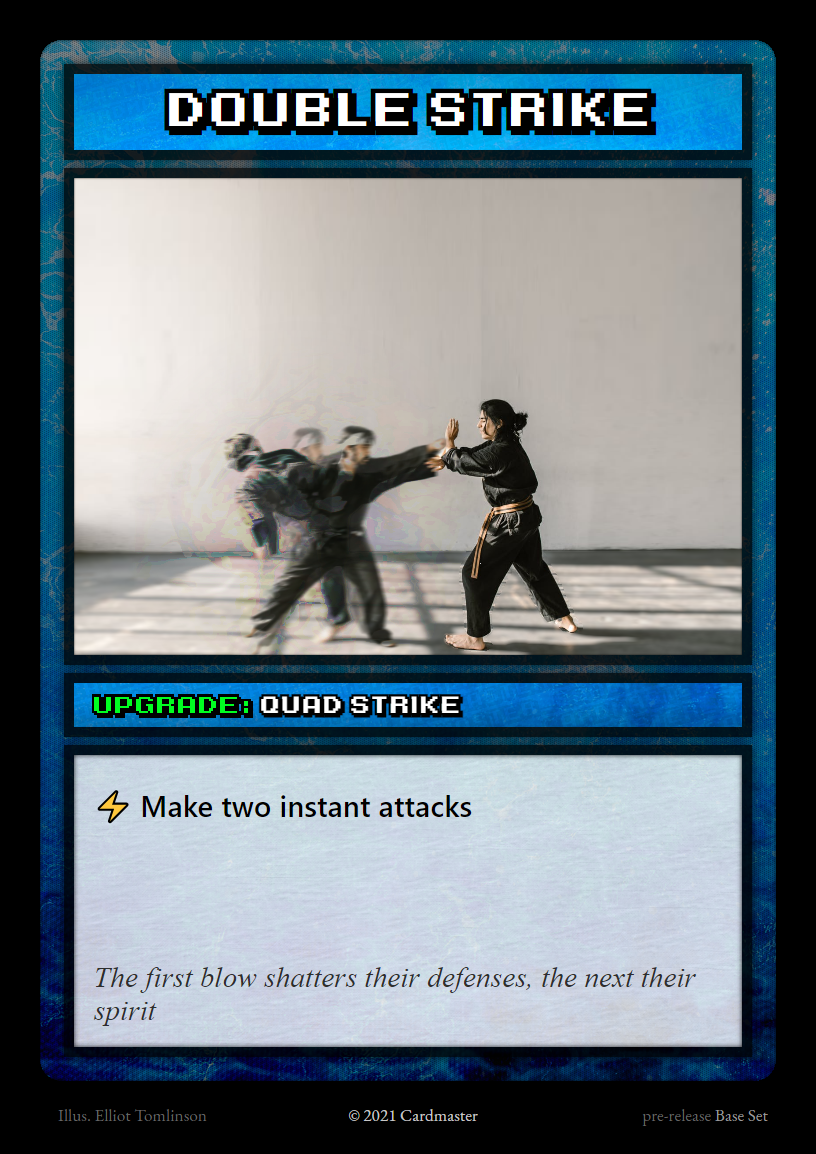 DOUBLE STRIKE
UPGRADE: QUAD STRIKE
⚡ Make two instant attacks
The first blow shatters their defenses, the next their
spirit
Illus. Elliot Tomlinson
© 2021 Cardmaster
pre-release Base Set